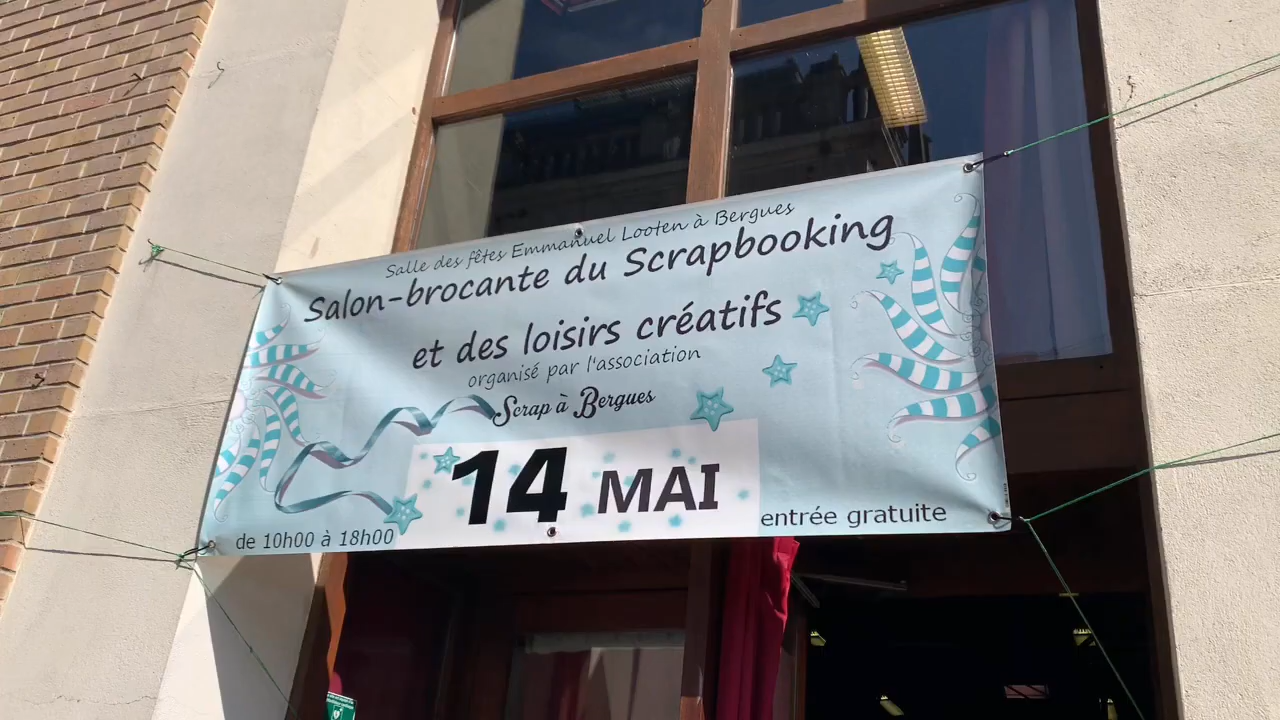 Salle des fêtes Emmanuel Looten à Bergues
Salon-brocante du Scrapbooking
et des loisirs créatifs
organisé par l'association
Scrap à Bergues
14 MAI
de 10h00 à 18h00
entrée gratuite